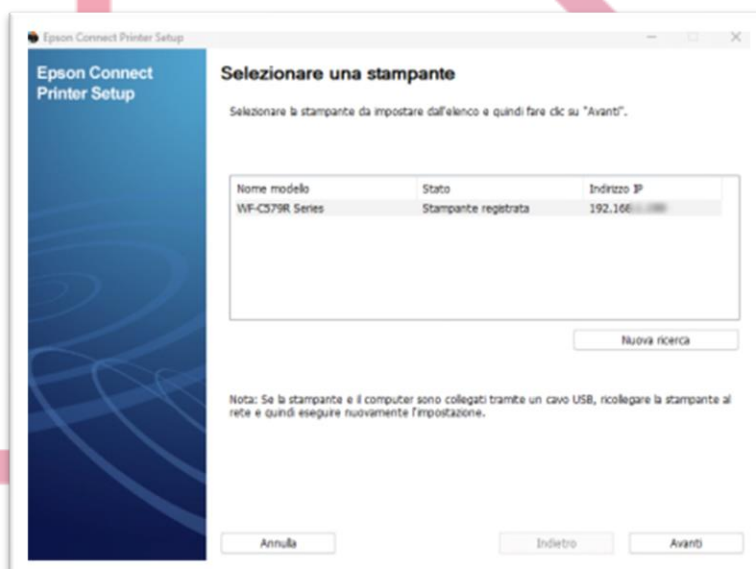 Epson Connect Printer Setup
Epson Connect
Printer Setup
Selezionare una stampante
Selezionare la stampante da impostare dall'elenco e quindi fare clic su "Avanti".
Nome modello Stato Indirizzo IP
WF-C579R Series Stampante registrata 192.168
Nuova ricerca
Nota: Se la stampante e il computer sono collegati tramite un cavo USB, ricollegare la stampante al
rete e quindi eseguire nuovamente l'impostazione.
Annulla Indietro Avanti